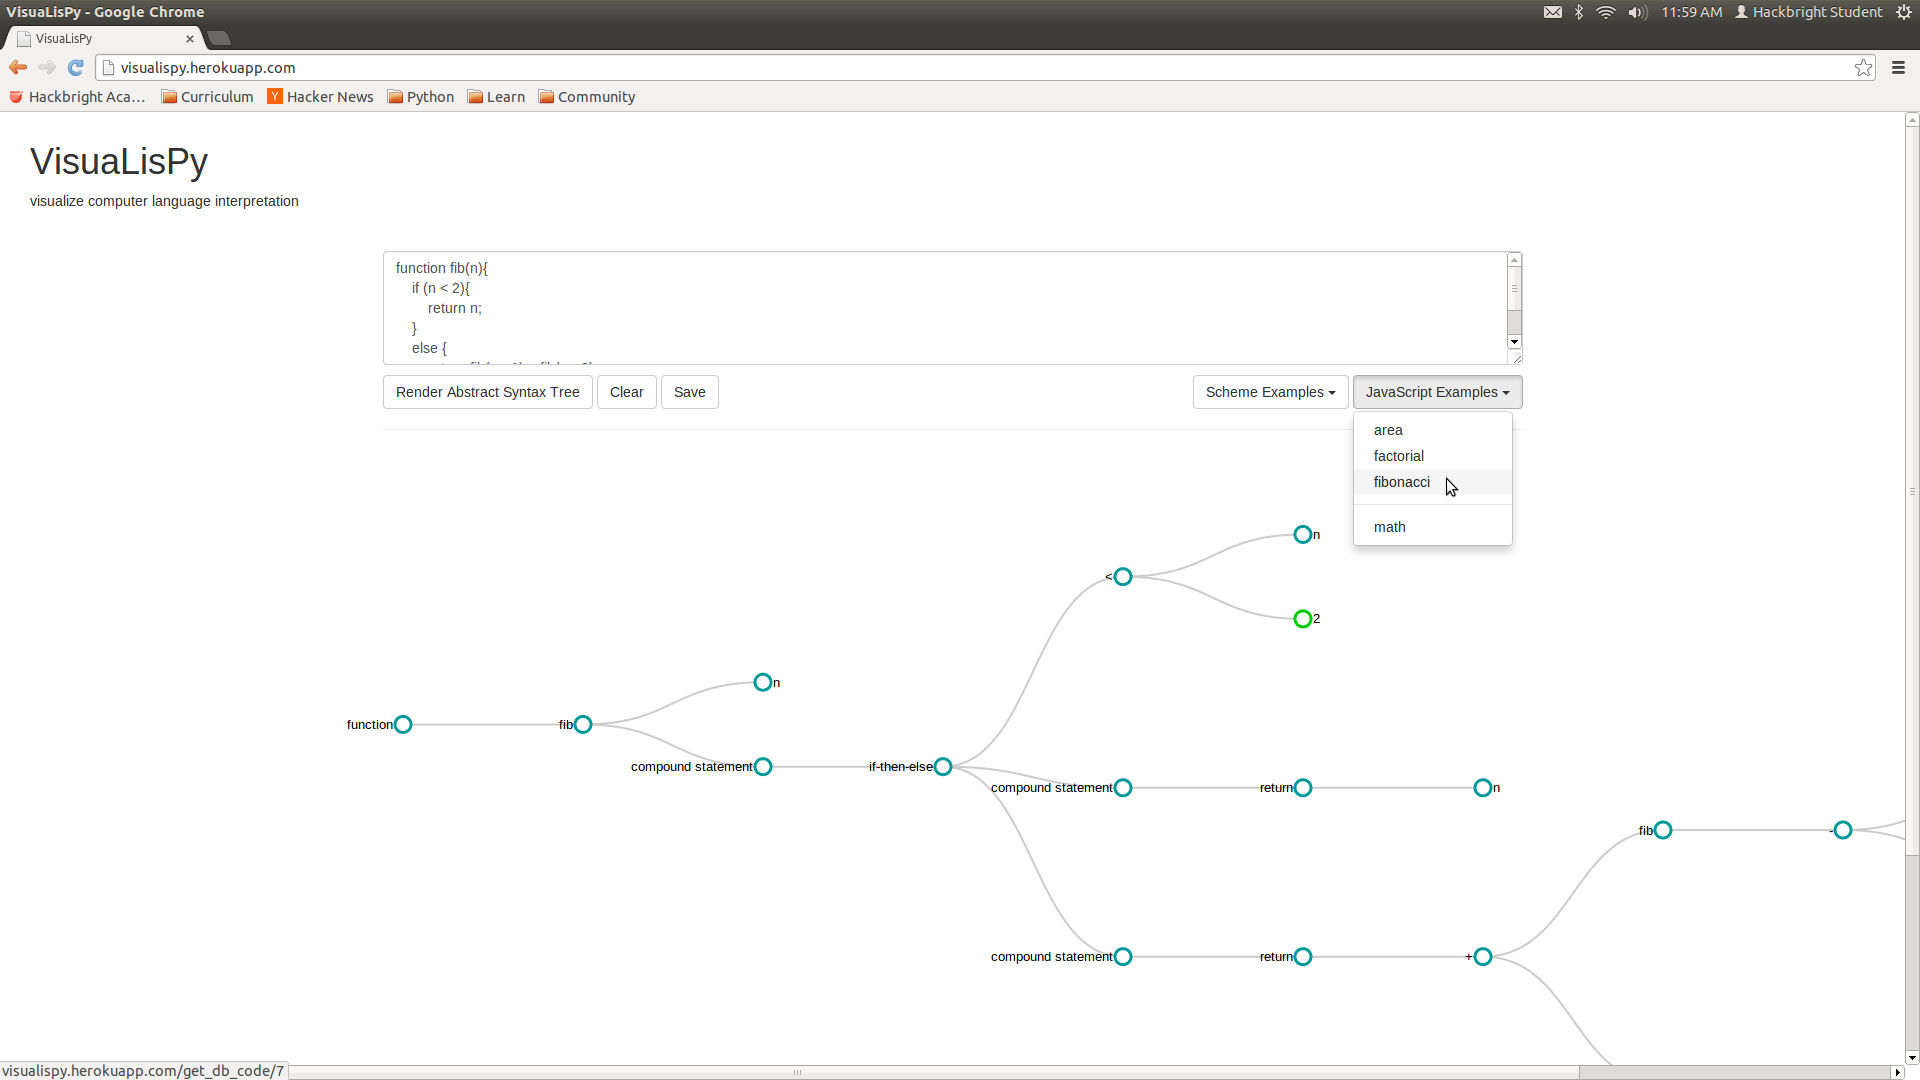 VisuaLisPy - Google Chrome
11:59 AM Hackbright Student
VisuaLisPy
visualispy.herokuapp.com
Hackbright Aca... Curriculum Hacker News Python Learn Community
VisuaLisPy
visualize computer language interpretation
function fib(n){
if (n < 2){
return n;
}
else {
Render Abstract Syntax Tree Clear Save Scheme Examples JavaScript Examples
area
factorial
fibonacci
math
n
<
2
n
function fib
compound statement if-then-else
compound statement return n
fib -
compound statement return +
visualispy.herokuapp.com/get_db_code/7